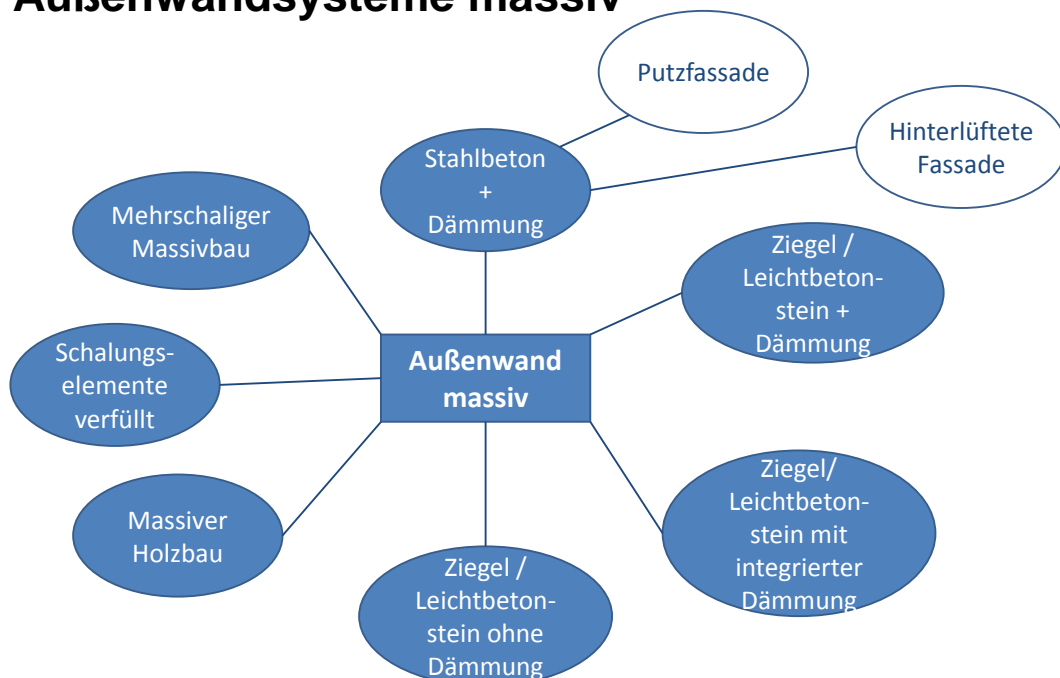 Außenwandsysteme massiv
Putzfassade
Hinterlüftete
Fassade
Stahlbeton
+
Dämmung
Mehrschaliger
Massivbau
Ziegel /
Leichtbeton-
stein +
Dämmung
Schalungs-
elemente
verfüllt
Außenwand
massiv
Ziegel/
Leichtbeton-
stein mit
integrierter
Dämmung
Massiver
Holzbau
Ziegel /
Leichtbeton-
stein ohne
Dämmung